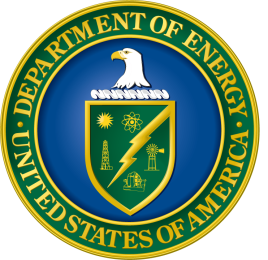 DEPARTMENT OF ENERGY
UNITED STATES OF AMERICA